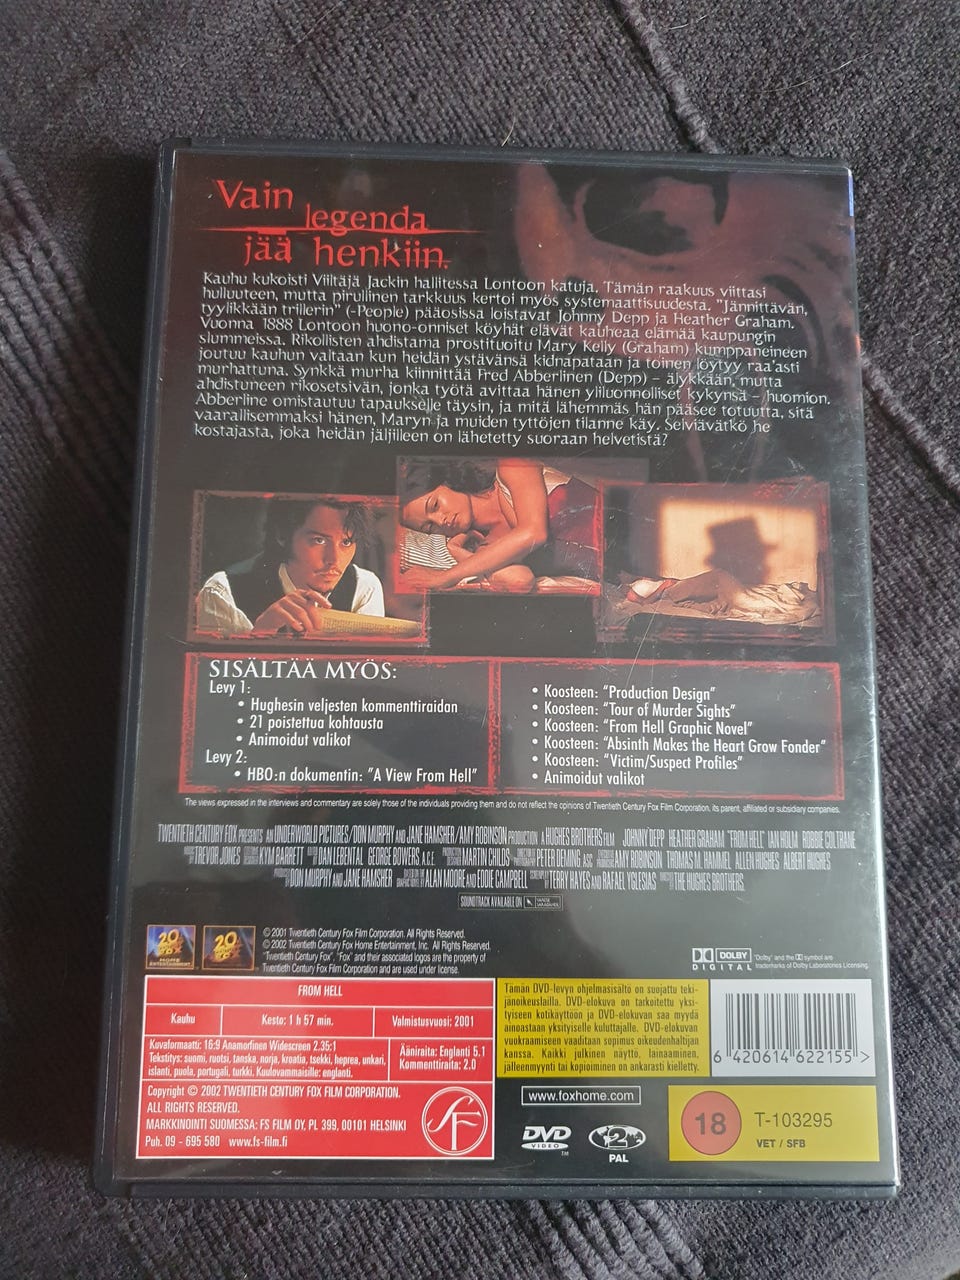 Vain
legenda
jää henkiin.
Kauhu kukoisti Viiltäjä Jackin hallitessa Lontoon katuja. Tämän raakuus viittasi
hulluuteen, mutta pirullinen tarkkuus kertoi myös systemaattisuudesta. "Jännittävän,
tyylikkään trillerin" (-People) pääosissa loistavat Johnny Depp ja Heather Graham.
Vuonna 1888 Lontoon huono-onniset köyhät elävät kauheaa elämää kaupungin
slummeissa. Rikollisten ahdistama prostituoitu Mary Kelly (Graham) kumppaneineen
joutuu kauhun valtaan kun heidän ystävänsä kidnapataan ja toinen löytyy raa'asti
murhattuna. Synkkä murha kiinnittää Fred Abberlinen (Depp) – älykkään, mutta
ahdistuneen rikosetsivän, jonka työtä avittaa hänen yliluonnolliset kykynsä – huomion.
Abberline omistautuu tapaukselle täysin, ja mitä lähemmäs hän pääsee totuutta, sitä
vaarallisemmaksi hänen, Maryn ja muiden tyttöjen tilanne käy. Selviävätkö he
kostajasta, joka heidän jäljilleen on lähetetty suoraan helvetistä?
SISÄLTÄÄ MYÖS:
Levy 1:
• Hughesin veljesten kommenttiraidan
• 21 poistettua kohtausta
• Animoidut valikot
Levy 2:
• HBO:n dokumentin: "A View From Hell"
• Koosteen: "Production Design"
• Koosteen: "Tour of Murder Sights"
• Koosteen: "From Hell Graphic Novel"
• Koosteen: "Absinth Makes the Heart Grow Fonder"
• Koosteen: "Victim/Suspect Profiles"
• Animoidut valikot
The views expressed in the interviews and commentary are solely those of the individuals providing them and do not reflect the opinions of Twentieth Century Fox Film Corporation, its parent, affiliated or subsidiary companies.
TWENTIETH CENTURY FOX PRESENTS AN UNDERWORLD PICTURES/DON MURPHY AND JANE HAMSHER/AMY ROBINSON PRODUCTION A HUGHES BROTHERS FILM JOHNNY DEPP HEATHER GRAHAM "FROM HELL" IAN HOLM ROBBIE COLTRANE
TREVOR JONES KYM BARRETT DAN LEBENTAL GEORGE BOWERS A.C.E. MARTIN CHILDS PETER DEMING ASC AMY ROBINSON THOMAS M. HAMMEL ALLEN HUGHES ALBERT HUGHES
DON MURPHY AND JANE HAMSHER ALAN MOORE AND EDDIE CAMPBELL TERRY HAYES AND RAFAEL YGLESIAS THE HUGHES BROTHERS
SOUNDTRACK AVAILABLE ON VARÈSE SARABANDE
© 2001 Twentieth Century Fox Film Corporation. All Rights Reserved.
© 2002 Twentieth Century Fox Home Entertainment, Inc. All Rights Reserved.
"Twentieth Century Fox", "Fox" and their associated logos are the property of
Twentieth Century Fox Film Corporation and are used under license.
DOLBY
DIGITAL
"Dolby" and the DD symbol are
trademarks of Dolby Laboratories Licensing.
FROM HELL
Kauhu
Kesto: 1 h 57 min.
Valmistusvuosi: 2001
Kuvaformaatti: 16:9 Anamorfinen Widescreen 2.35:1
Tekstitys: suomi, ruotsi, tanska, norja, kroatia, tsekki, heprea, unkari,
islanti, puola, portugali, turkki, Kuulovammaisille: englanti.
Ääniraita: Englanti 5.1
Kommenttiraita: 2.0
Copyright © 2002 TWENTIETH CENTURY FOX FILM CORPORATION.
ALL RIGHTS RESERVED.
MARKKINOINTI SUOMESSA: FS FILM OY, PL 399, 00101 HELSINKI
Puh. 09 - 695 580 www.fs-film.fi
SF
Tämän DVD-levyn ohjelmasisältö on suojattu teki-
jänoikeuslailla. DVD-elokuva on tarkoitettu yksi-
tyiseen kotikäyttöön ja DVD-elokuvan saa myydä
ainoastaan yksityiselle kuluttajalle. DVD-elokuvan
vuokraamiseen vaaditaan sopimus oikeudenhaltijan
kanssa. Kaikki julkinen näyttö, lainaaminen,
jälleenmyynti tai kopioiminen on ankarasti kielletty.
6 420614 622155 >
www.foxhome.com
DVD
VIDEO
TM
2
PAL
18
T-103295
VET / SFB